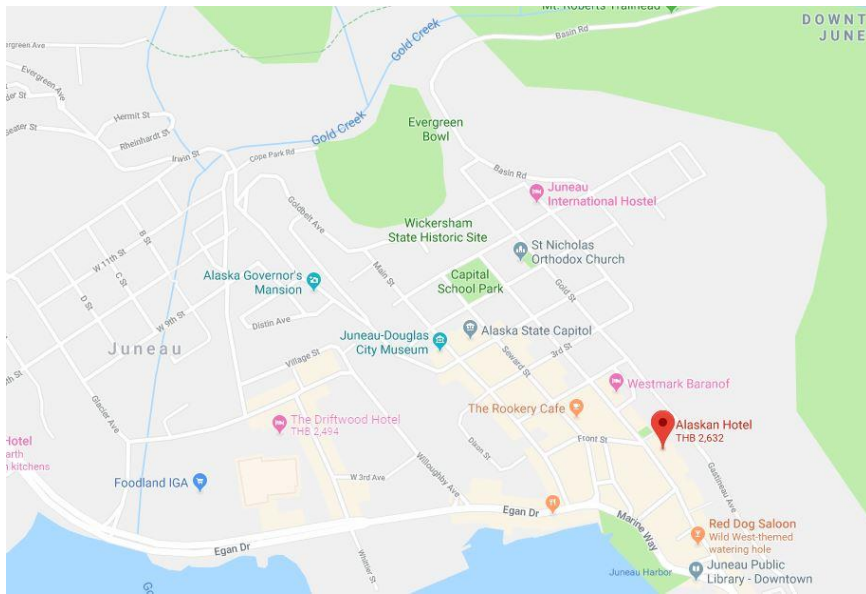 Mt. Roberts Trailhead
DOWNT
JUNE
Basin Rd
Gold Creek
ergreen Ave
Evergreen Ave
Hermit St
Rheinhardt St
Irwin St
Cope Park Rd
Gold Creek
Evergreen
Bowl
Basin Rd
Juneau
International Hostel
Goldbelt Ave
Wickersham
State Historic Site
St Nicholas
Orthodox Church
W 11th St
B St
C St
D St
W 9th St
Main St
Alaska Governor's
Mansion
Capital
School Park
Gold St
Distin Ave
Juneau
Juneau-Douglas
City Museum
Alaska State Capitol
Village St
Seward St
3rd St
Westmark Baranof
Glacier Ave
The Rookery Cafe
The Driftwood Hotel
THB 2,494
Alaskan Hotel
THB 2,632
Front St
Dixon St
Hotel
arth
n kitchens
Foodland IGA
W 3rd Ave
Willoughby Ave
Gastineau Ave
Egan Dr
Egan Dr
Marine Way
Red Dog Saloon
Wild West-themed
watering hole
Whittier St
Juneau Harbor
Juneau Public
Library - Downtown